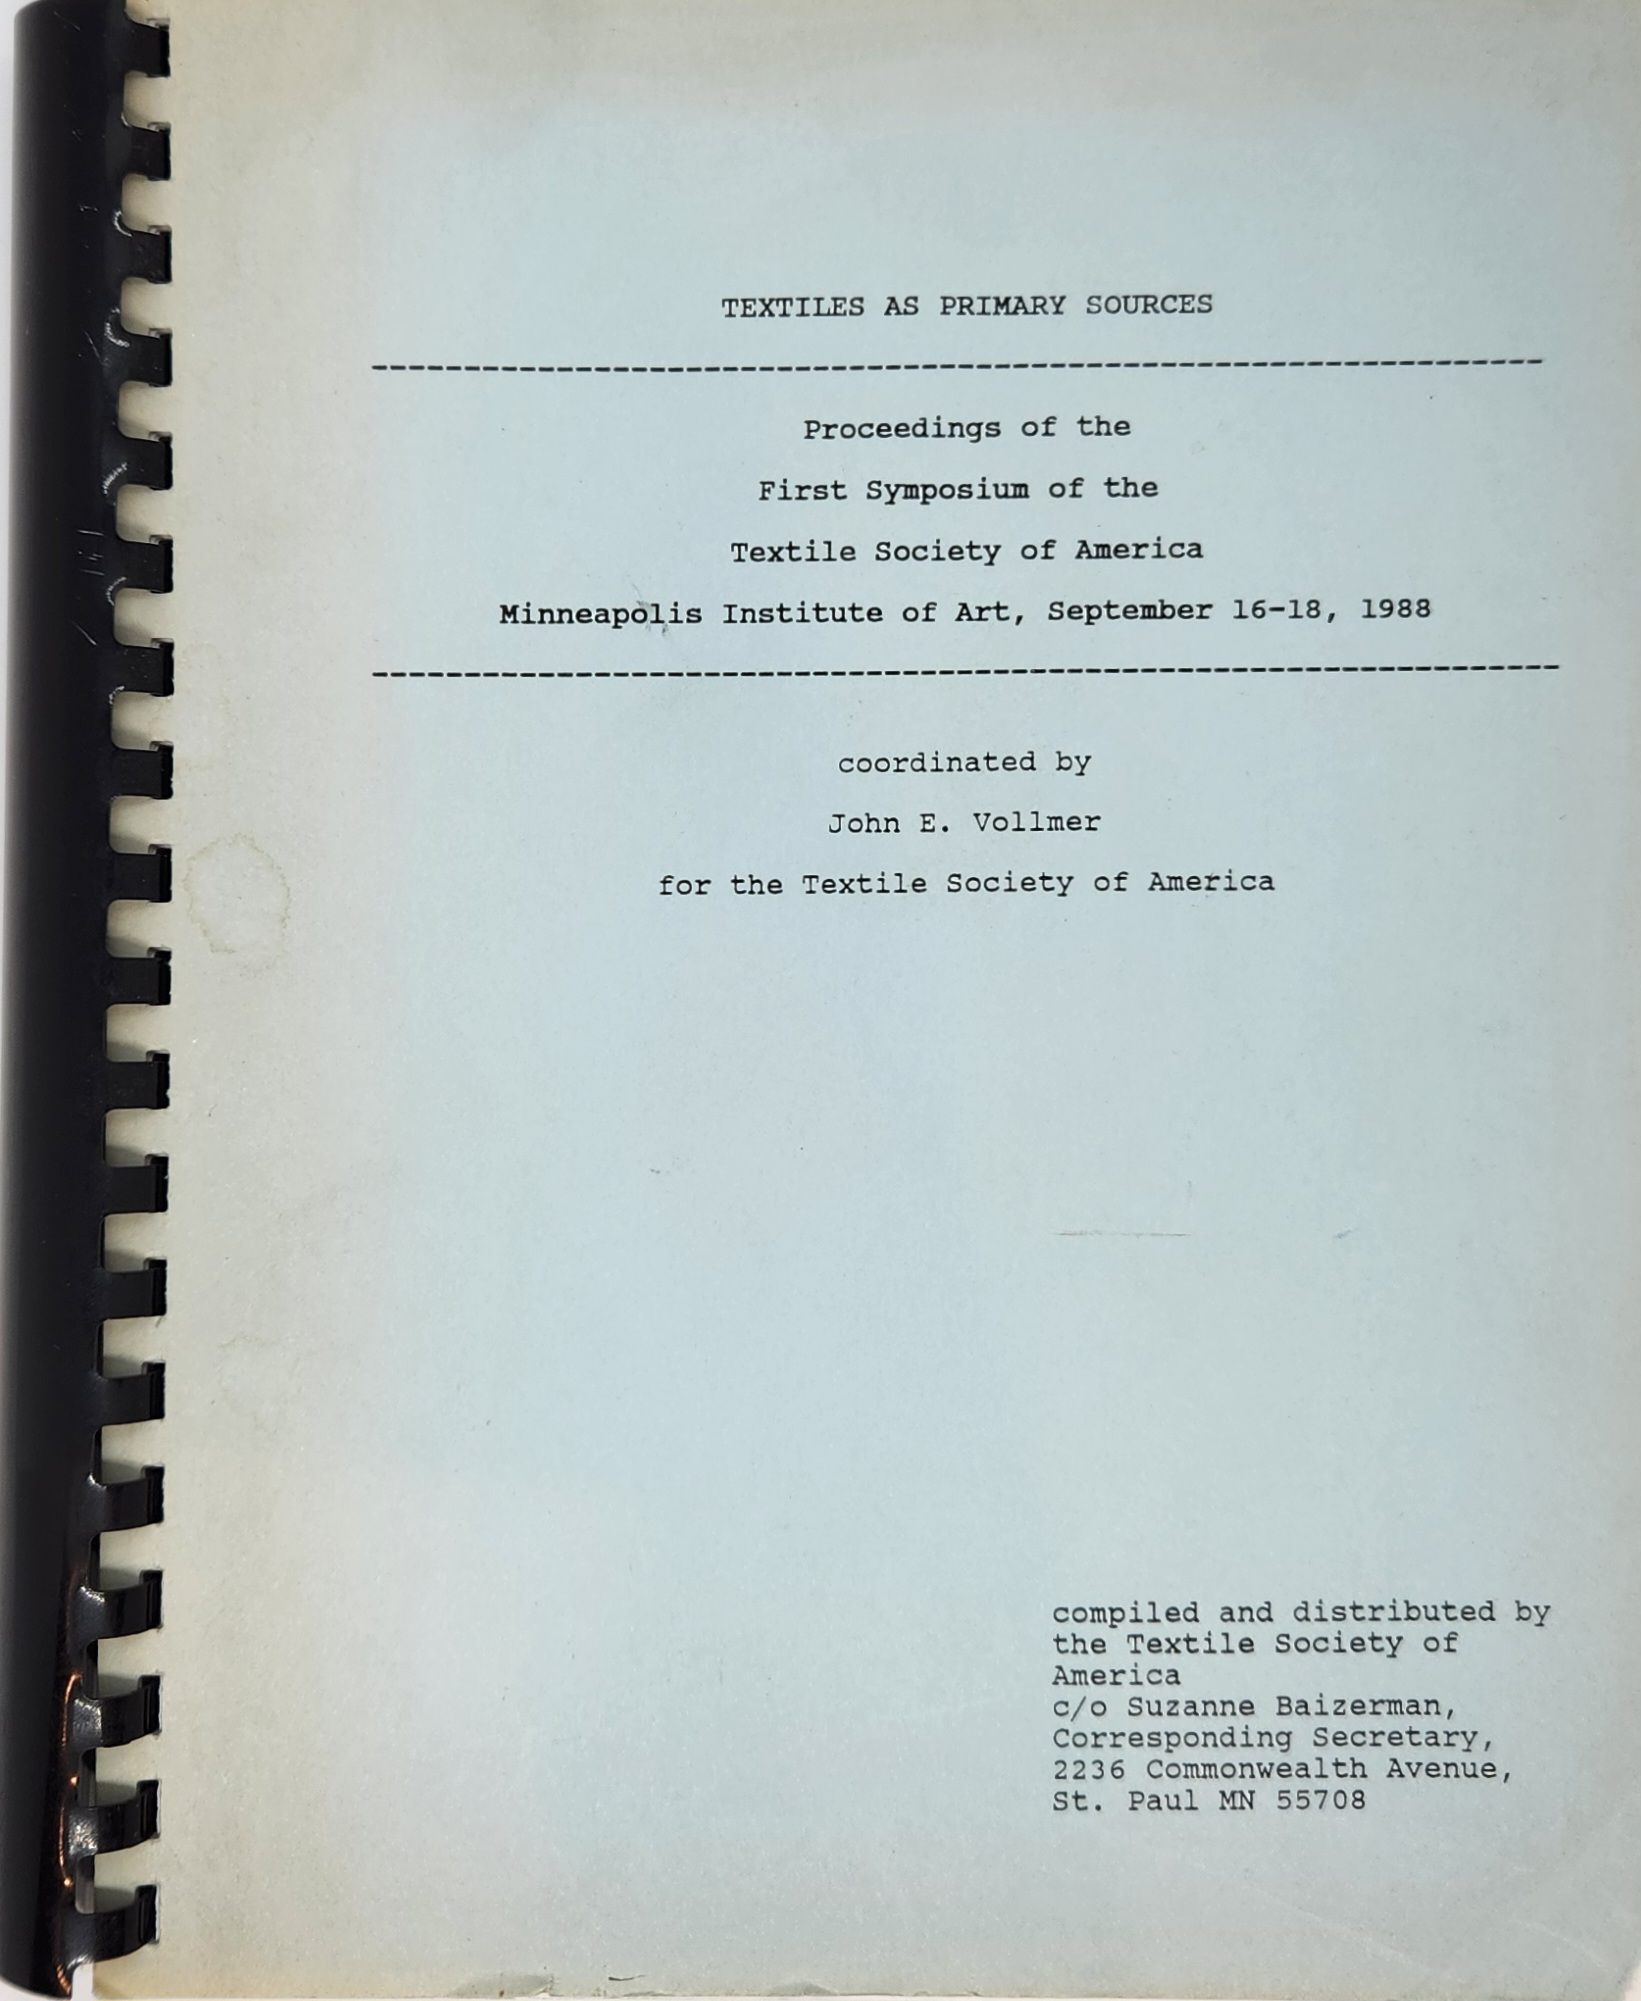 TEXTILES AS PRIMARY SOURCES
Proceedings of the
First Symposium of the
Textile Society of America
Minneapolis Institute of Art, September 16-18, 1988
coordinated by
John E. Vollmer
for the Textile Society of America
compiled and distributed by
the Textile Society of
America
c/o Suzanne Baizerman,
Corresponding Secretary,
2236 Commonwealth Avenue,
St. Paul MN 55708